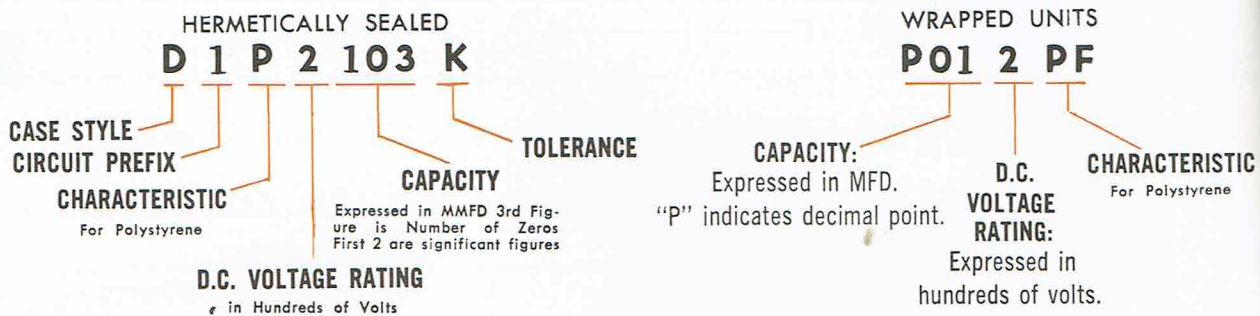 HERMETICALLY SEALED
D 1 P 2 103 K
CASE STYLE
CIRCUIT PREFIX
CHARACTERISTIC
For Polystyrene
D.C. VOLTAGE RATING
in Hundreds of Volts
CAPACITY
Expressed in MMFD 3rd Fig-
ure is Number of Zeros
First 2 are significant figures
TOLERANCE
WRAPPED UNITS
P01 2 PF
CAPACITY:
Expressed in MFD.
"P" indicates decimal point.
D.C.
VOLTAGE
RATING:
Expressed in
hundreds of volts.
CHARACTERISTIC
For Polystyrene